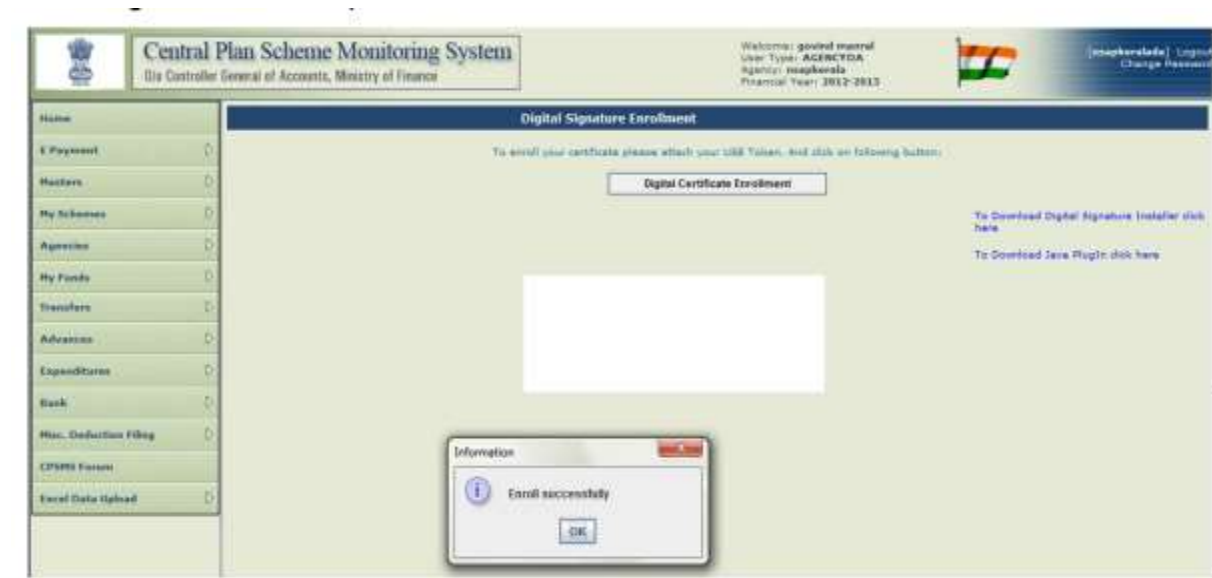 Central Plan Scheme Monitoring System
O/o Controller General of Accounts, Ministry of Finance
Welcome: govind manral
User Type: AGENCYDA
Agency: nsapkerala
Financial Year: 2012-2013
[nsapkeralada] Logout
Change Password
Home
E Payment
Masters
My Schemes
Agencies
My Funds
Transfers
Advances
Expenditures
Bank
Misc. Deduction Filing
CPSMS Forum
Excel Data Upload
Digital Signature Enrollment
To enroll your certificate please attach your USB Token. And click on following button:
Digital Certificate Enrollment
To Download Digital Signature Installer click
here
To Download Java PlugIn click here
Information
Enroll successfully
OK